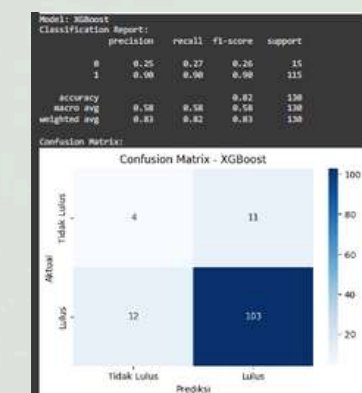 Model: XGBoost
Classification Report:
precision recall f1-score support
0 0.25 0.27 0.26 15
1 0.90 0.90 0.90 115
accuracy 0.82 130
macro avg 0.58 0.58 0.58 130
weighted avg 0.83 0.82 0.83 130
Confusion Matrix:
Confusion Matrix - XGBoost
Aktual
Tidak Lulus
4 11
Lulus
12 103
Tidak Lulus Lulus
Prediksi
100
80
60
40
20